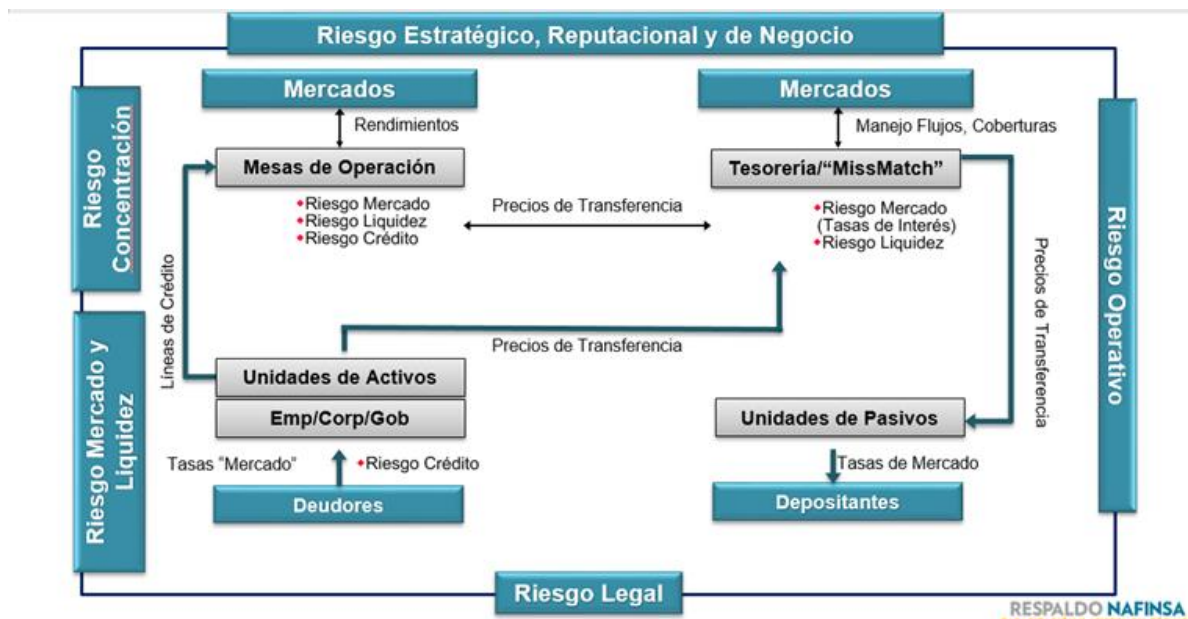 Riesgo Estratégico, Reputacional y de Negocio
Mercados
Mercados
Rendimientos
Manejo Flujos, Coberturas
Riesgo
Concentración
Mesas de Operación
Tesorería/“MissMatch”
Riesgo Mercado
Riesgo Liquidez
Riesgo Crédito
Precios de Transferencia
Riesgo Mercado
(Tasas de Interés)
Riesgo Liquidez
Precios de Transferencia
Riesgo Operativo
Líneas de Crédito
Precios de Transferencia
Riesgo Mercado y
Liquidez
Unidades de Activos
Emp/Corp/Gob
Unidades de Pasivos
Tasas “Mercado”
Riesgo Crédito
Tasas de Mercado
Deudores
Depositantes
Riesgo Legal
RESPALDO NAFINSA